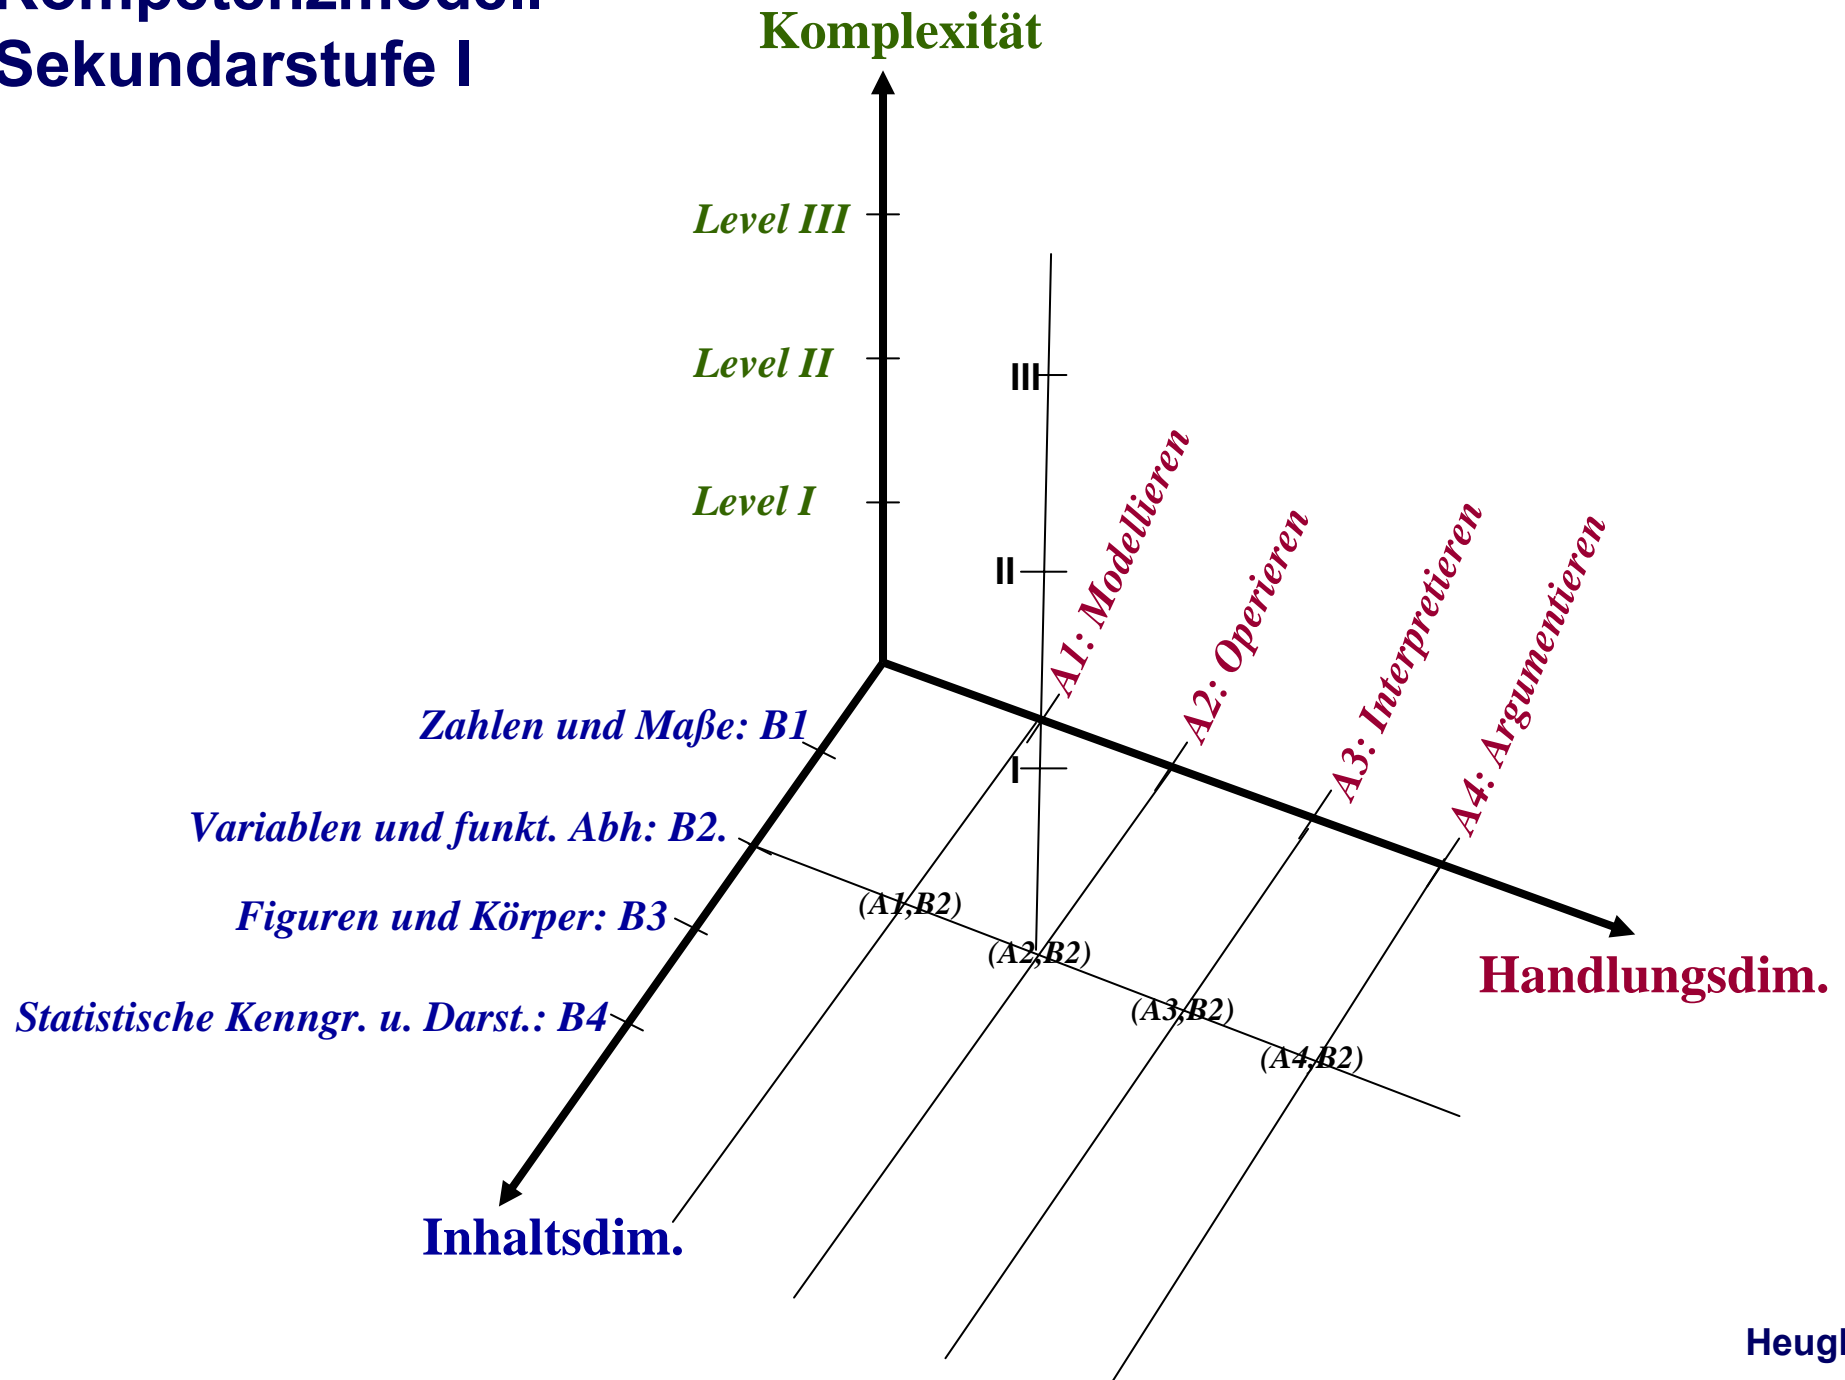 Kompetenzmodell
Sekundarstufe I
Komplexität
Level III
Level II
Level I
III
II
I
A1: Modellieren
A2: Operieren
A3: Interpretieren
A4: Argumentieren
Zahlen und Maße: B1
Variablen und funkt. Abh: B2.
Figuren und Körper: B3
Statistische Kenngr. u. Darst.: B4
(A1,B2)
(A2,B2)
(A3,B2)
(A4,B2)
Handlungsdim.
Inhaltsdim.